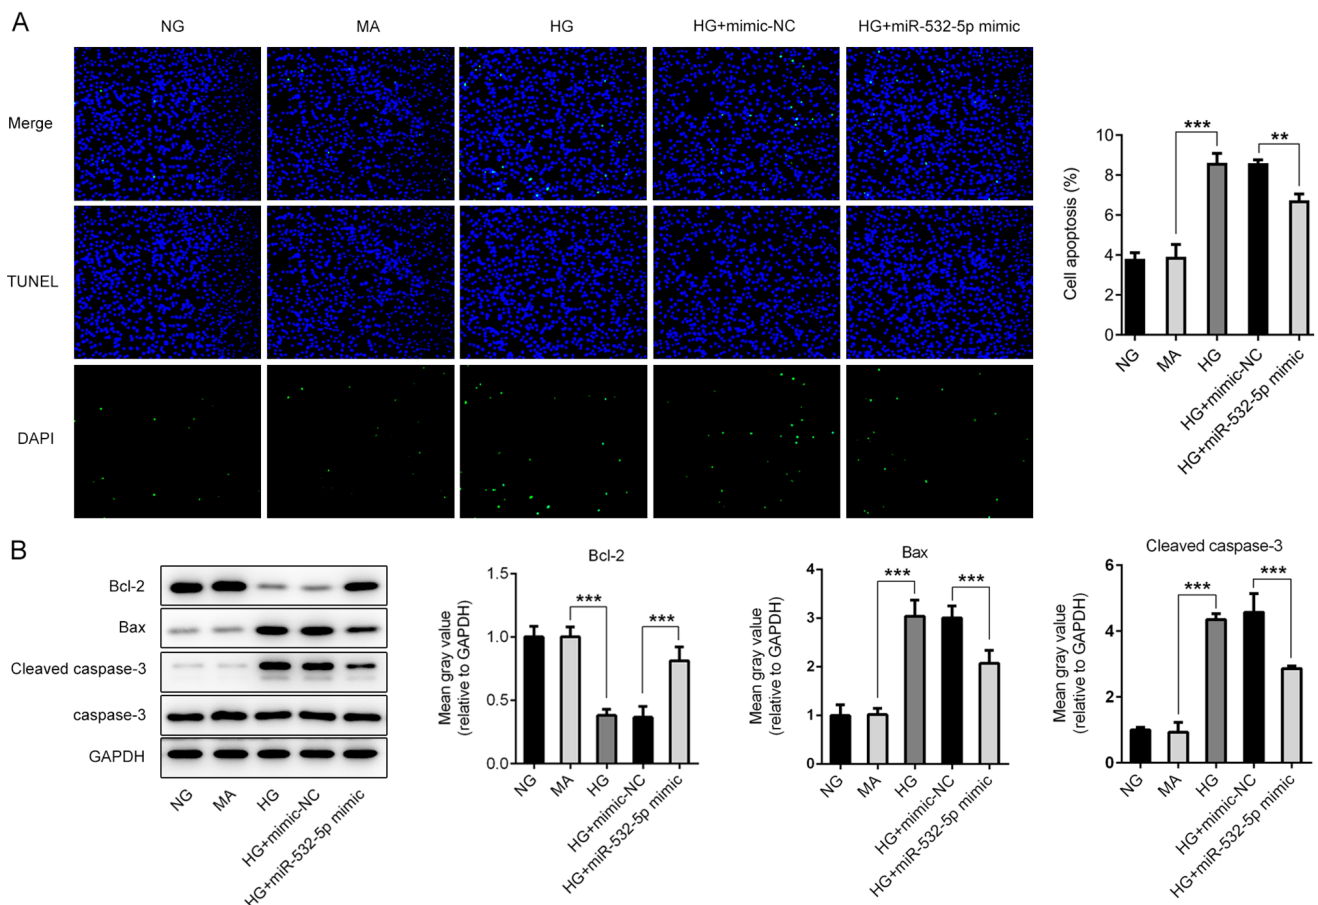 A
NG MA HG HG+mimic-NC HG+miR-532-5p mimic
Merge
TUNEL
DAPI
Cell apoptosis (%)
10
8
6
4
2
0
*** **
NG MA HG HG+mimic-NC HG+miR-532-5p mimic
B
Bcl-2
Bax
Cleaved caspase-3
caspase-3
GAPDH
NG MA HG HG+mimic-NC HG+miR-532-5p mimic
Bcl-2
Mean gray value
(relative to GAPDH)
1.5
1.0
0.5
0.0
*** ***
NG MA HG HG+mimic-NC HG+miR-532-5p mimic
Bax
Mean gray value
(relative to GAPDH)
4
3
2
1
0
*** ***
NG MA HG HG+mimic-NC HG+miR-532-5p mimic
Cleaved caspase-3
Mean gray value
(relative to GAPDH)
6
4
2
0
*** ***
NG MA HG HG+mimic-NC HG+miR-532-5p mimic